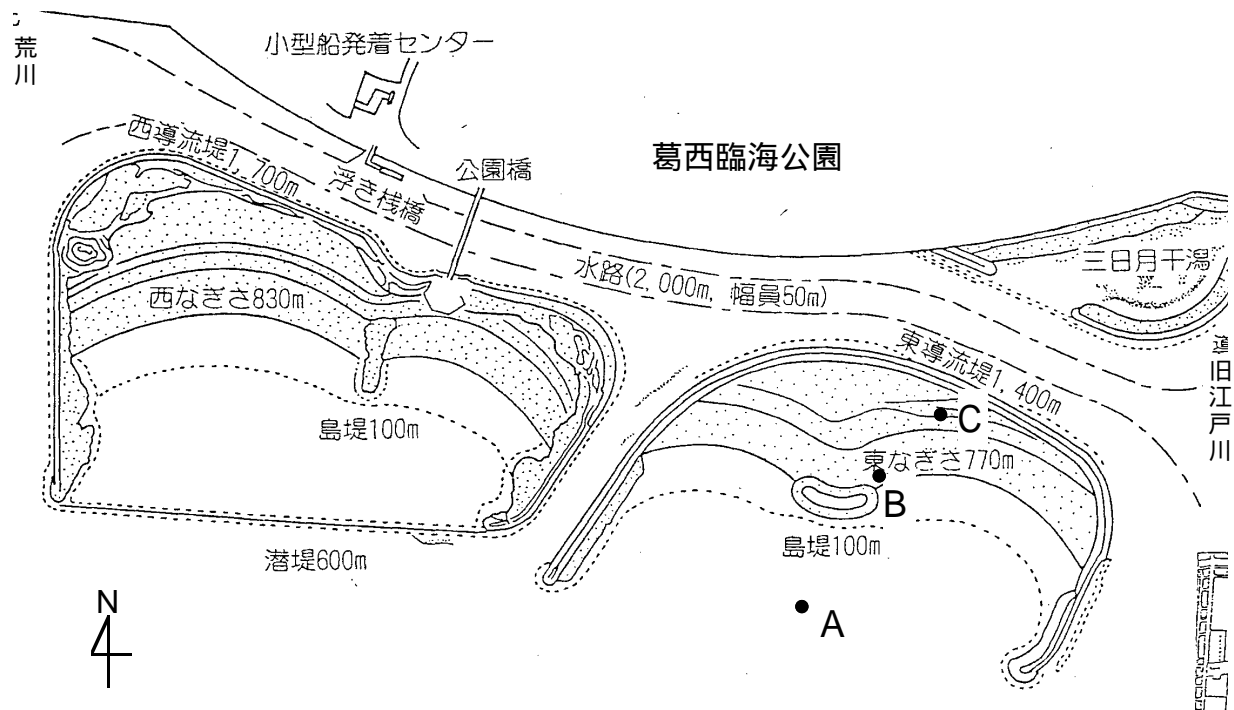 荒川
小型船発着センター
葛西臨海公園
西導流堤1,700m
浮き桟橋
公園橋
水路(2,000m, 幅員50m)
三日月干潟
西なぎさ830m
東導流堤1,400m
旧江戸川
島堤100m
C
東なぎさ770m
B
島堤100m
潜堤600m
A
N